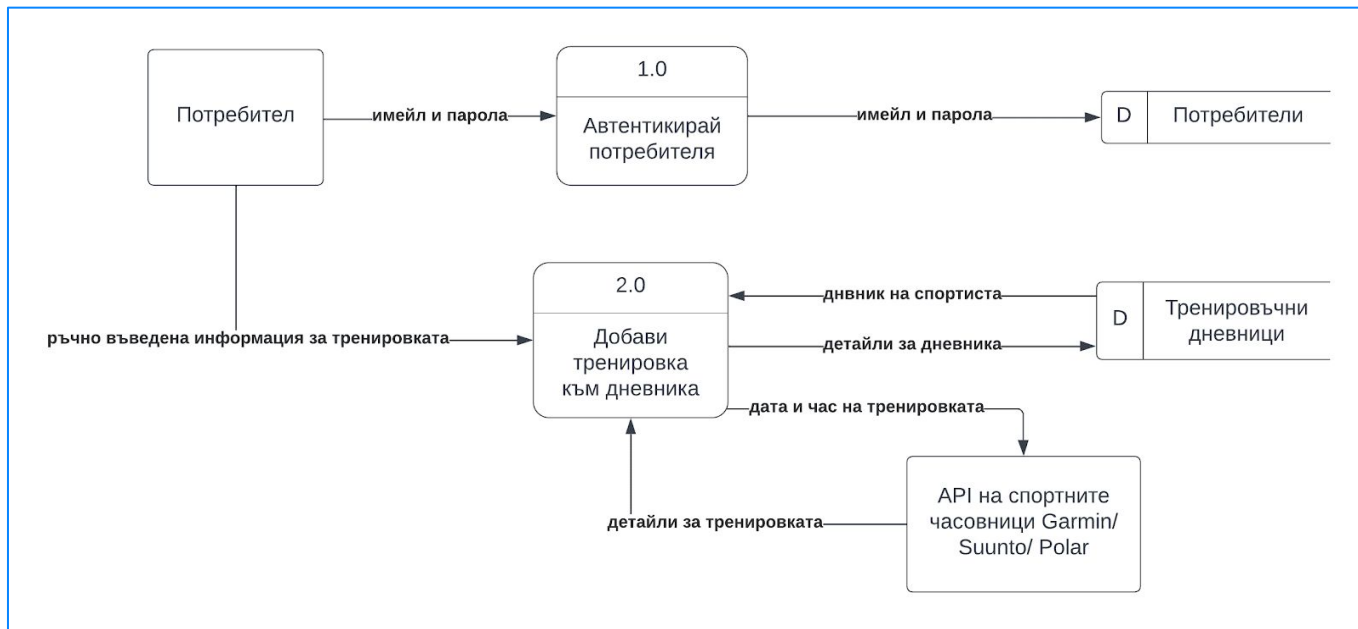 1.0
Потребител
имейл и парола
Автентикирай
потребителя
имейл и парола
D
Потребители
2.0
днвник на спортиста
Тренировъчни
дневници
D
ръчно въведена информация за тренировката
Добави
тренировка
към дневника
детайли за дневника
дата и час на тренировката
API на спортните
часовници Garmin/
Suunto/ Polar
детайли за тренировката